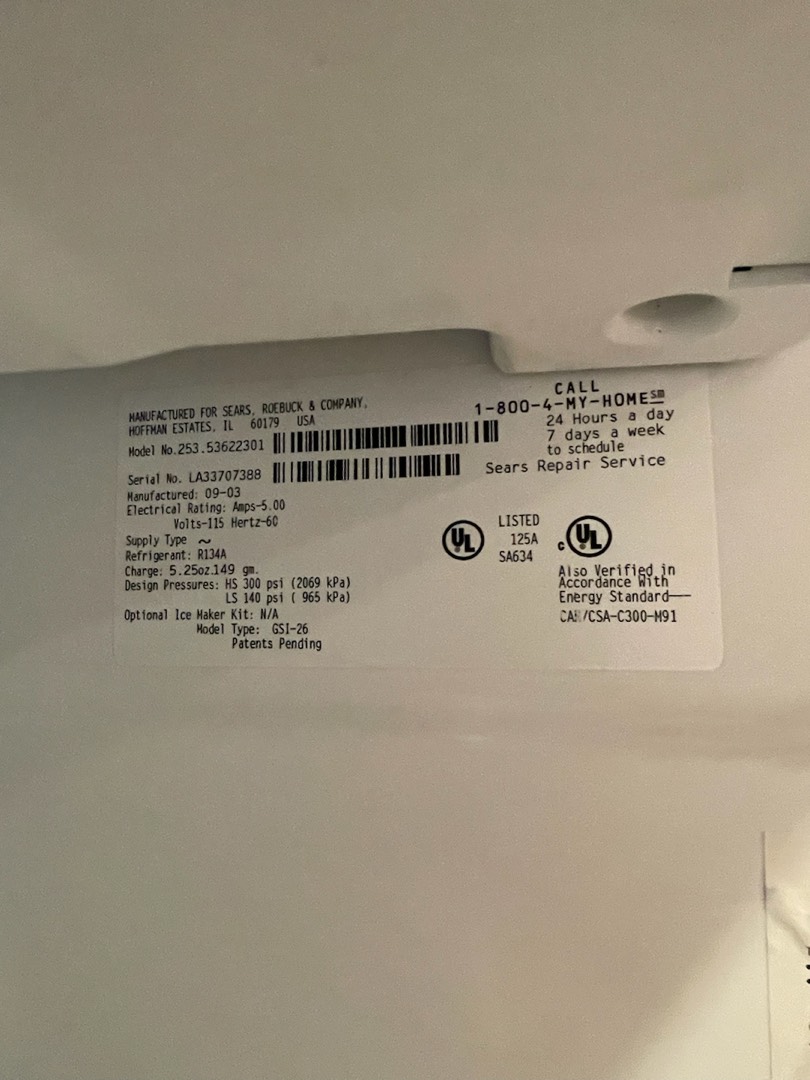 MANUFACTURED FOR SEARS, ROEBUCK & COMPANY,
HOFFMAN ESTATES, IL 60179 USA
Model No.253.53622301
Serial No. LA33707388
Manufactured: 09-03
Electrical Rating: Amps-5.00
Volts-115 Hertz-60
Supply Type ~
Refrigerant: R134A
Charge: 5.25oz.149 gm.
Design Pressures: HS 300 psi (2069 kPa)
LS 140 psi ( 965 kPa)
Optional Ice Maker Kit: N/A
Model Type: GSI-26
Patents Pending
CALL
1-800-4-MY-HOME℠
24 Hours a day
7 days a week
to schedule
Sears Repair Service
UL
LISTED
125A
SA634
c UL
Also Verified in
Accordance With
Energy Standard—
/CSA-C300-M91